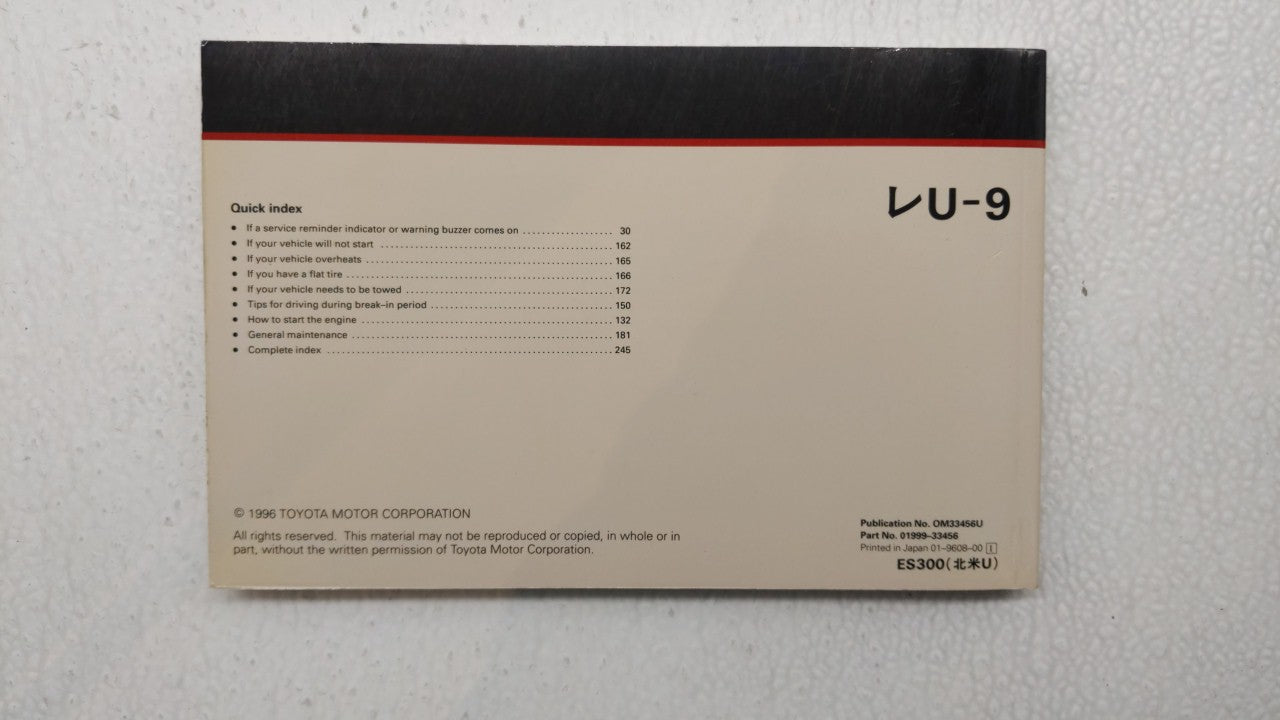 レU-9
Quick index
• If a service reminder indicator or warning buzzer comes on ...................... 30
• If your vehicle will not start ........................................................ 162
• If your vehicle overheats ........................................................... 165
• If you have a flat tire ................................................................ 166
• If your vehicle needs to be towed ................................................ 172
• Tips for driving during break–in period .......................................... 150
• How to start the engine ............................................................. 132
• General maintenance ............................................................... 181
• Complete index ...................................................................... 245
© 1996 TOYOTA MOTOR CORPORATION
All rights reserved. This material may not be reproduced or copied, in whole or in
part, without the written permission of Toyota Motor Corporation.
Publication No. OM33456U
Part No. 01999–33456
Printed in Japan 01–9608–00 I
ES300(北米U)